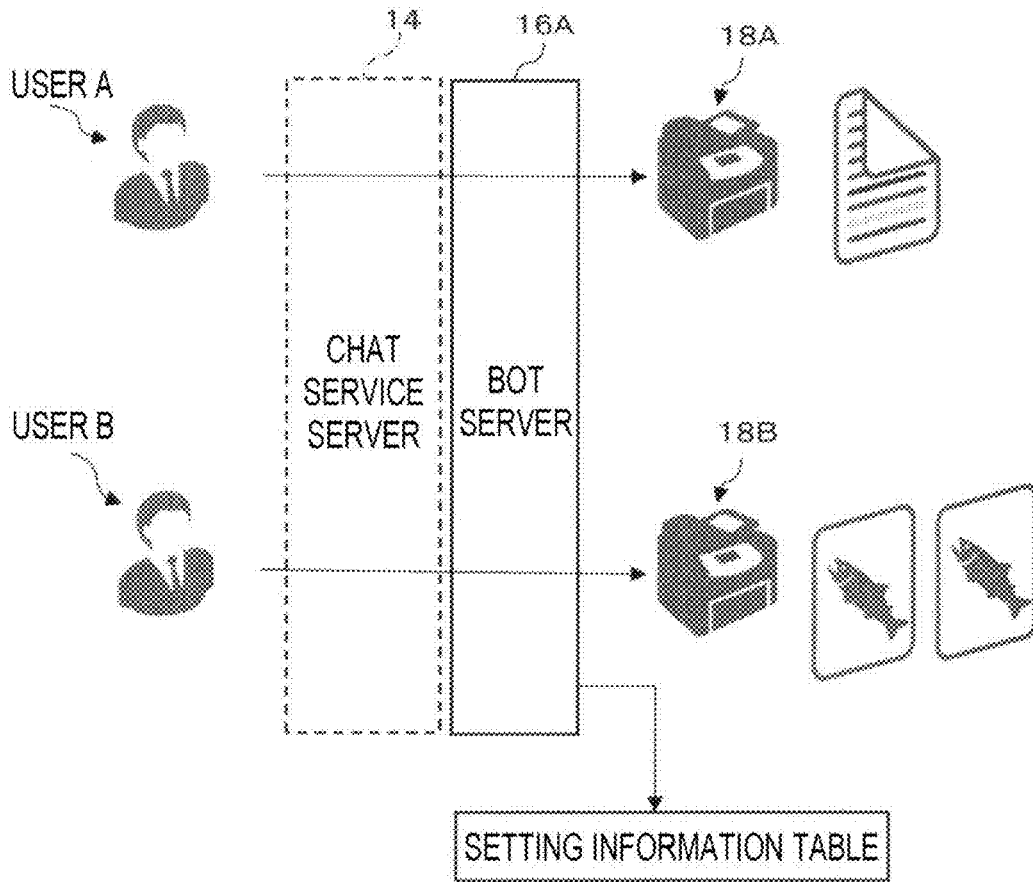 14
16A
18A
USER A
CHAT
SERVICE
SERVER
BOT
SERVER
USER B
18B
SETTING INFORMATION TABLE